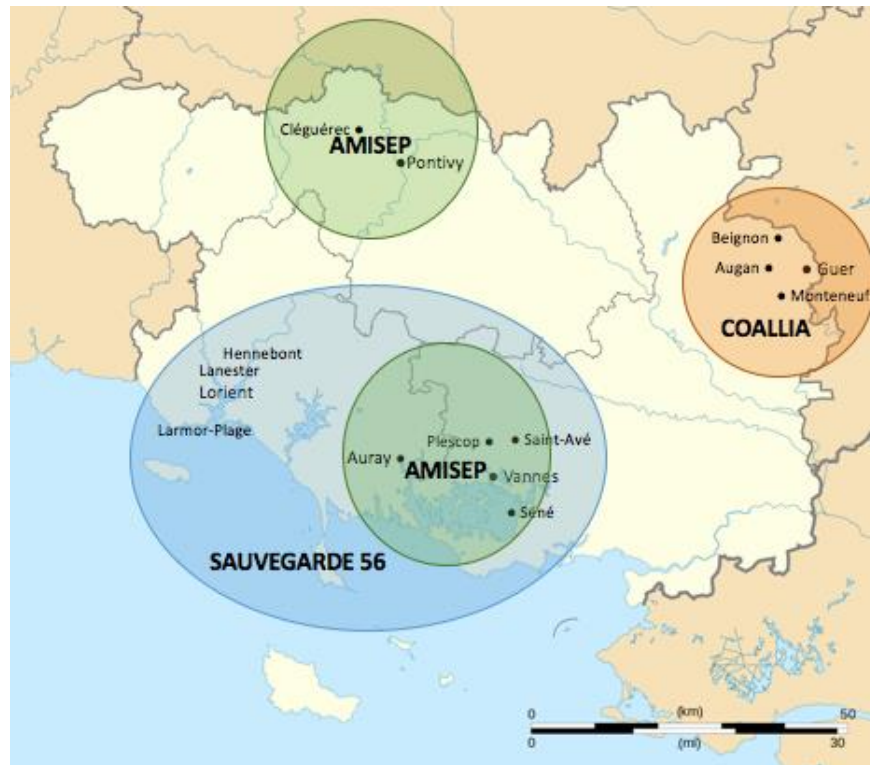 Cléguérec
AMISEP
Pontivy
Beignon
Augan
Guer
Monteneuf
COALLIA
Hennebont
Lanester
Lorient
Larmor-Plage
Plescop
Saint-Avé
Auray
AMISEP
Vannes
Séné
SAUVEGARDE 56
0 (km) 50
0 (mi) 30